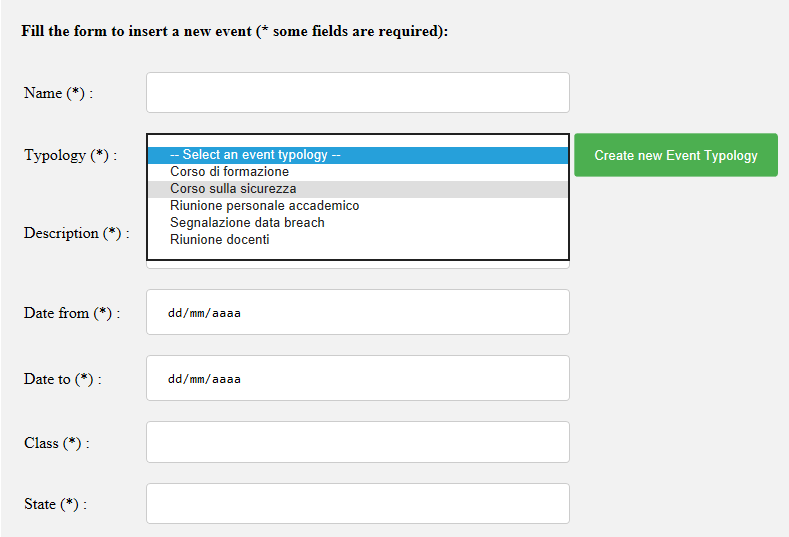 Fill the form to insert a new event (* some fields are required):
Name (*) :
Typology (*) :
-- Select an event typology --
Corso di formazione
Corso sulla sicurezza
Riunione personale accademico
Segnalazione data breach
Riunione docenti
Create new Event Typology
Description (*) :
Date from (*) :
dd/mm/aaaa
Date to (*) :
dd/mm/aaaa
Class (*) :
State (*) :